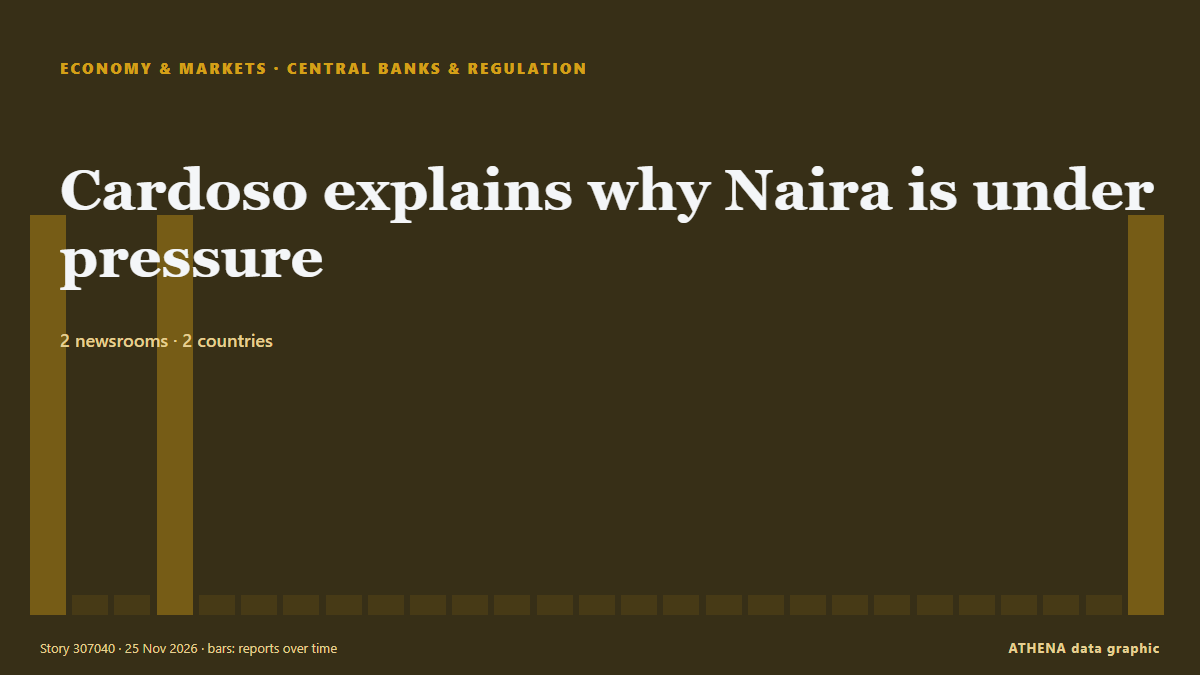 ECONOMY & MARKETS · CENTRAL BANKS & REGULATION
Cardoso explains why Naira is under
pressure
2 newsrooms · 2 countries
Story 307040 · 25 Nov 2026 · bars: reports over time
ATHENA data graphic